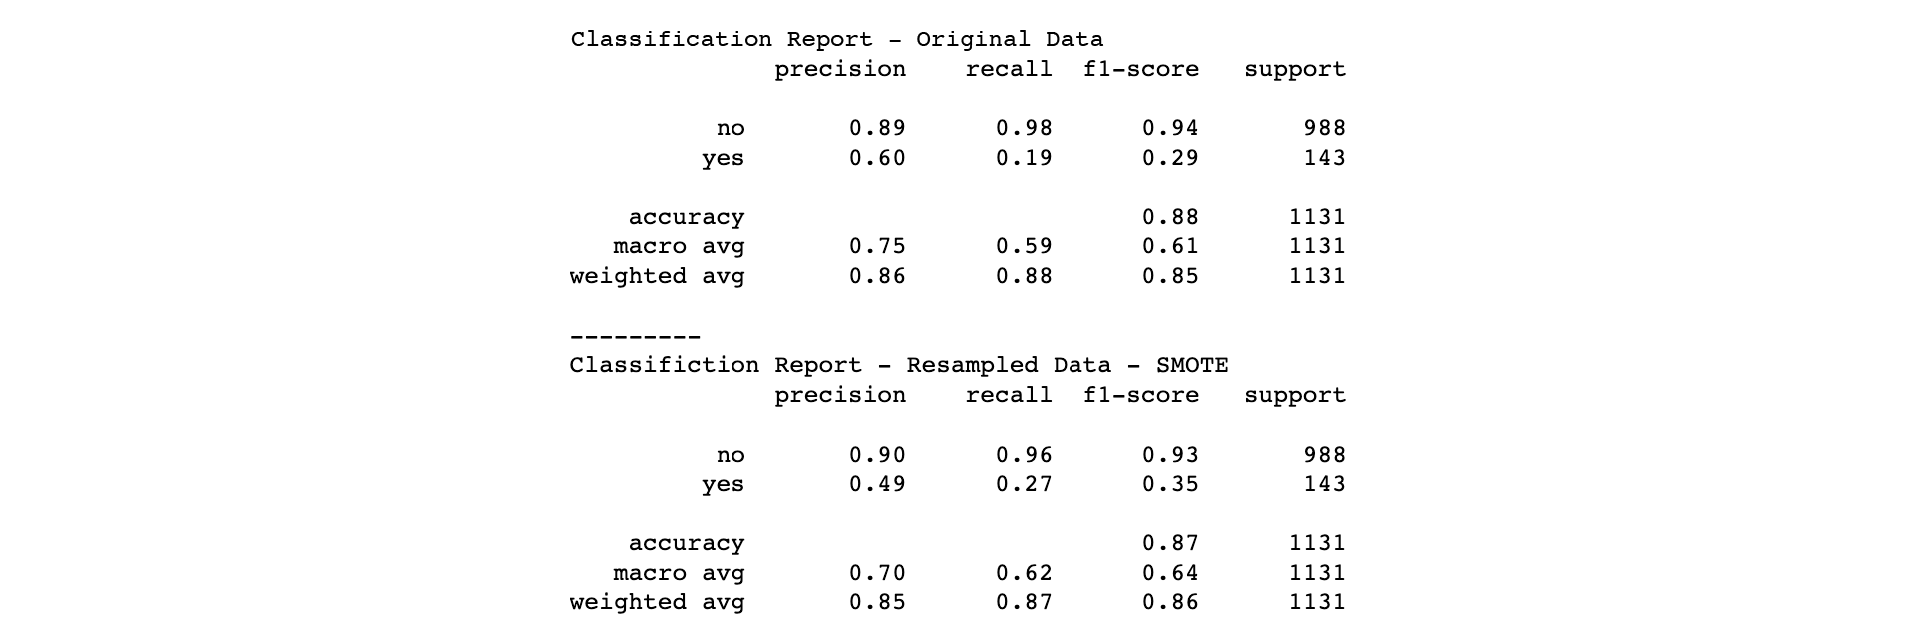 Classification Report - Original Data
precision recall f1-score support
no 0.89 0.98 0.94 988
yes 0.60 0.19 0.29 143
accuracy 0.88 1131
macro avg 0.75 0.59 0.61 1131
weighted avg 0.86 0.88 0.85 1131
---------
Classifiction Report - Resampled Data - SMOTE
precision recall f1-score support
no 0.90 0.96 0.93 988
yes 0.49 0.27 0.35 143
accuracy 0.87 1131
macro avg 0.70 0.62 0.64 1131
weighted avg 0.85 0.87 0.86 1131